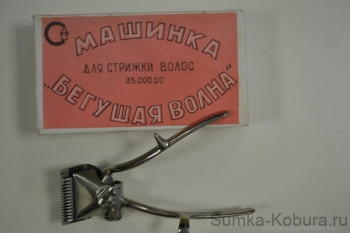 МАШИНКА
ДЛЯ СТРИЖКИ ВОЛОС
35.000.00
„БЕГУЩАЯ ВОЛНА“
Sumka-Kobura.ru